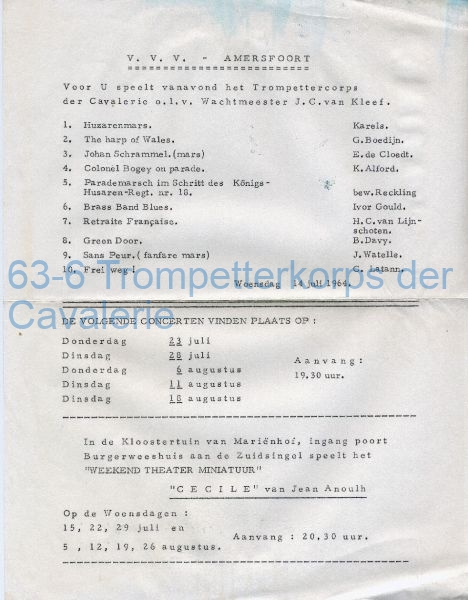 V. V. V. - AMERSFOORT
Voor U speelt vanavond het Trompettercorps
der Cavalerie o.l.v. Wachtmeester J.C.van Kleef.
1. Huzarenmars. Karels.
2. The harp of Wales. G.Boedijn.
3. Johan Schrammel.(mars) E.de Cloedt.
4. Colonel Bogey on parade. K.Alford.
5. Parademarsch im Schritt des Königs-
Husaren-Regt. nr. 18. bew.Reckling
6. Brass Band Blues. Ivor Gould.
7. Retraite Française. H.C.van Lijn-
schoten.
8. Green Door. B.Davy.
9. Sans Peur.(fanfare mars) J.Watelle.
10. Frei weg! C.Latann.
63-6 Trompetterkorps der
Cavalerie
Woensdag 14 juli 1964.
DE VOLGENDE CONCERTEN VINDEN PLAATS OP :
Donderdag 23 juli
Dinsdag 28 juli
Donderdag 6 augustus
Dinsdag 11 augustus
Dinsdag 18 augustus
Aanvang :
19.30 uur.
In de Kloostertuin van Mariënhof, ingang poort
Burgerweeshuis aan de Zuidsingel speelt het
"WEEKEND THEATER MINIATUUR"
"CECILE" van Jean Anoulh
Op de Woensdagen :
15, 22, 29 juli en
5 , 12, 19, 26 augustus.
Aanvang : 20,30 uur.